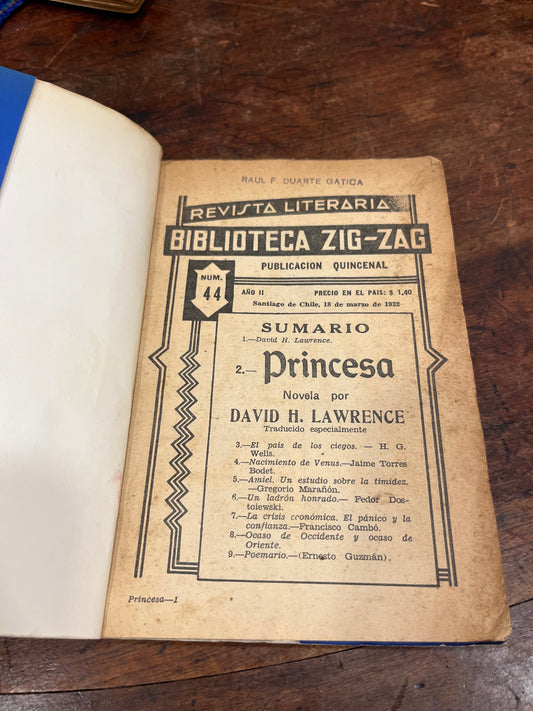 RAUL F. DUARTE GATICA
REVISTA LITERARIA
BIBLIOTECA ZIG-ZAG
PUBLICACION QUINCENAL
NUM.
44
AÑO II PRECIO EN EL PAIS: $ 1,40
Santiago de Chile, 18 de marzo de 1932
SUMARIO
1.—David H. Lawrence.
2.— Princesa
Novela por
DAVID H. LAWRENCE
Traducido especialmente
3.—El país de los ciegos. — H. G.
Wells.
4.—Nacimiento de Venus.—Jaime Torres
Bodet.
5.—Amiel. Un estudio sobre la timidez.
—Gregorio Marañón.
6.—Un ladrón honrado.— Fedor Dos-
toiewski.
7.—La crisis económica. El pánico y la
confianza.—Francisco Cambó.
8.—Ocaso de Occidente y ocaso de
Oriente.
9.—Poemario.—(Ernesto Guzmán).
Princesa—1